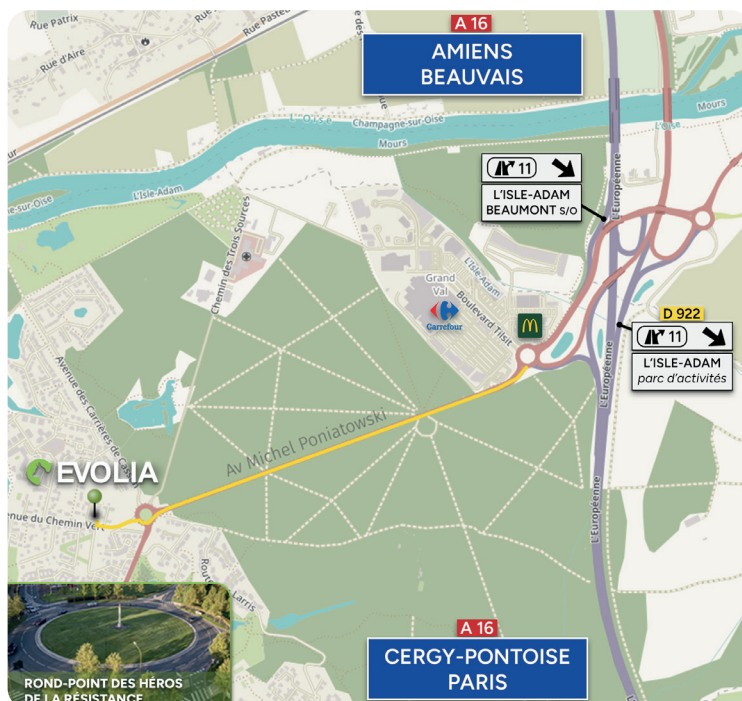 Rue Patrix
Rue d'Aire
Rue Pasteur
A 16
AMIENS
BEAUVAIS
L'Oise
Champagne-sur-Oise
Mours
Mours
L'Oise
L'Isle-Adam
11
L'ISLE-ADAM
BEAUMONT S/O
L'Européenne
Chemin des Trois Sources
L'Isle-Adam
Grand
Val
Boulevard Tilsit
Carrefour
D 922
11
L'ISLE-ADAM
parc d'activités
L'Européenne
Avenue des Carrières de
Av Michel Poniatowski
EVOLIA
enue du Chemin Vert
L'Européenne
Larris
A 16
CERGY-PONTOISE
PARIS
ROND-POINT DES HÉROS
DE LA RÉSISTANCE